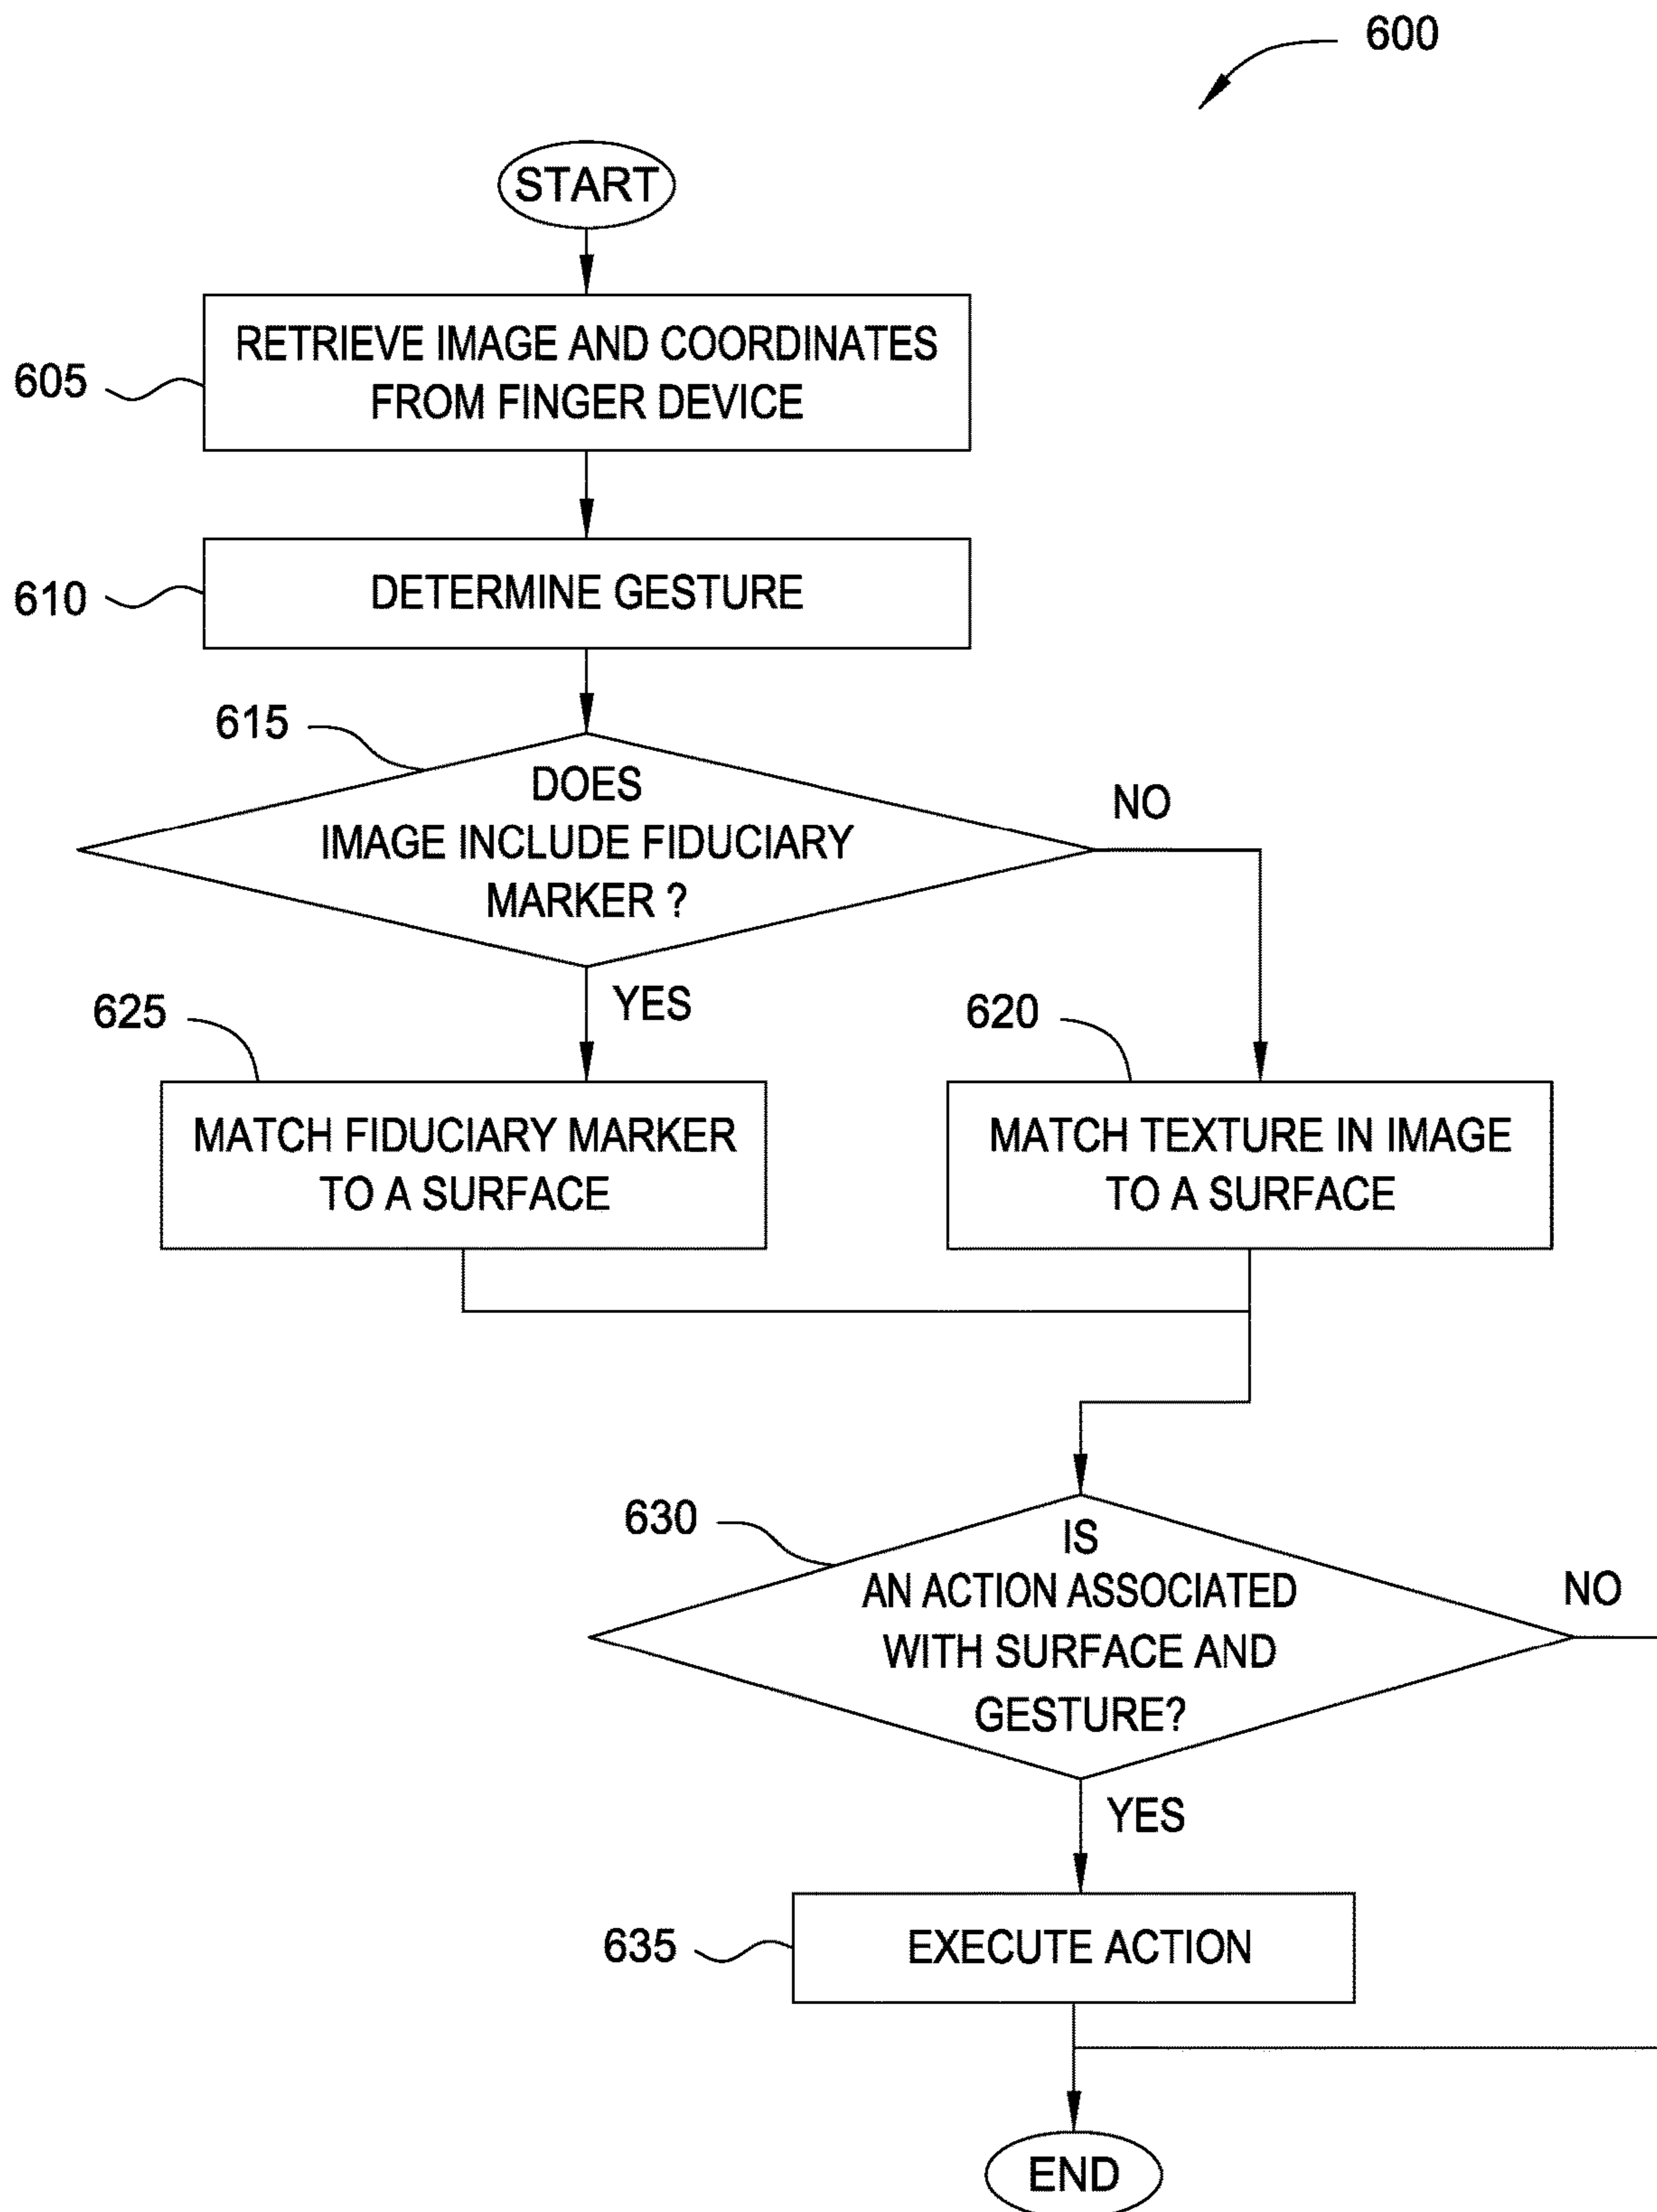 600
START
605
RETRIEVE IMAGE AND COORDINATES
FROM FINGER DEVICE
610
DETERMINE GESTURE
615
DOES
IMAGE INCLUDE FIDUCIARY
MARKER ?
NO
YES
625
MATCH FIDUCIARY MARKER
TO A SURFACE
620
MATCH TEXTURE IN IMAGE
TO A SURFACE
630
IS
AN ACTION ASSOCIATED
WITH SURFACE AND
GESTURE?
NO
YES
635
EXECUTE ACTION
END